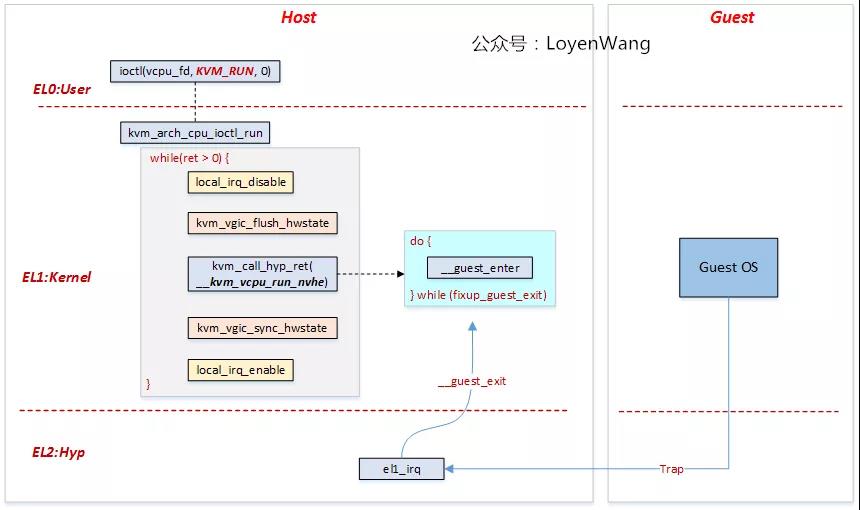 Host
Guest
公众号：LoyenWang
ioctl(vcpu_fd, KVM_RUN, 0)
EL0:User
kvm_arch_cpu_ioctl_run
while(ret > 0) {
local_irq_disable
kvm_vgic_flush_hwstate
EL1:Kernel
kvm_call_hyp_ret(
__kvm_vcpu_run_nvhe)
kvm_vgic_sync_hwstate
local_irq_enable
}
do {
__guest_enter
} while (fixup_guest_exit)
Guest OS
__guest_exit
EL2:Hyp
el1_irq
Trap